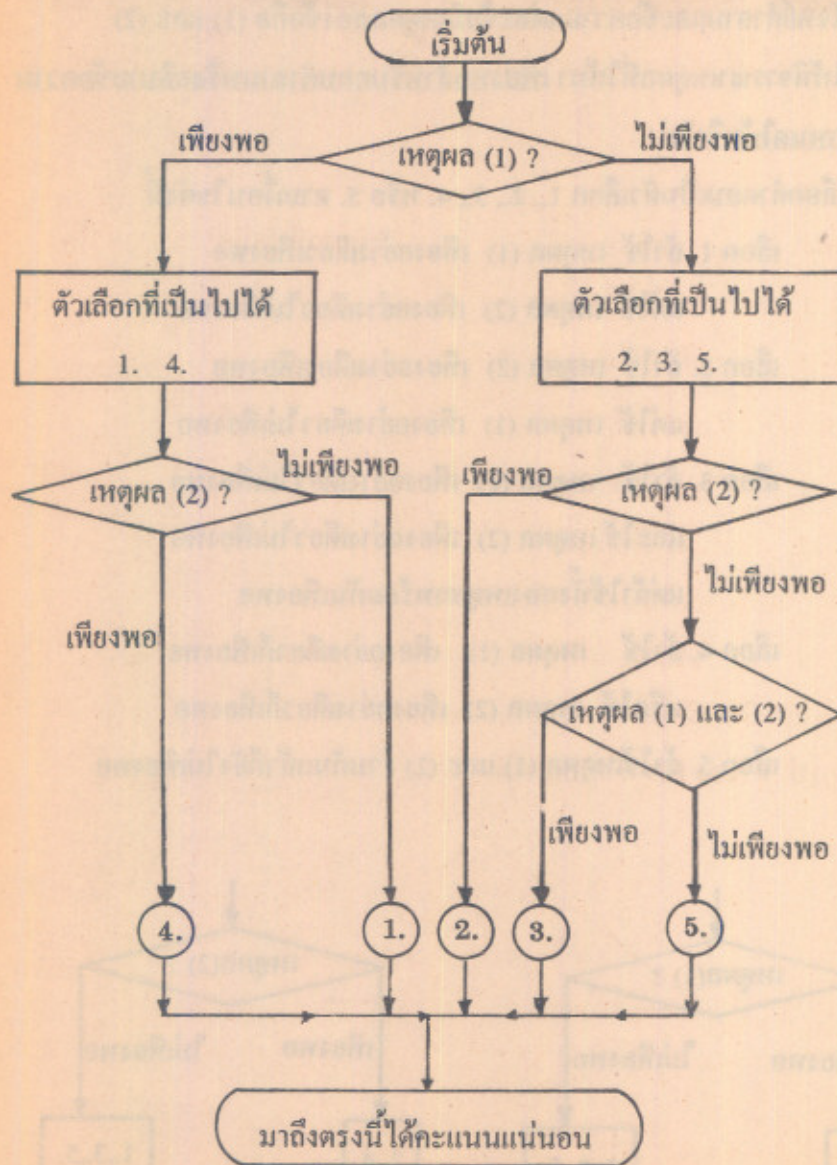 เริ่มต้น
เพียงพอ
เหตุผล (1) ?
ไม่เพียงพอ
ตัวเลือกที่เป็นไปได้
1. 4.
ตัวเลือกที่เป็นไปได้
2. 3. 5.
เหตุผล (2) ?
ไม่เพียงพอ
เพียงพอ
เหตุผล (2) ?
เพียงพอ
ไม่เพียงพอ
เหตุผล (1) และ (2) ?
เพียงพอ
ไม่เพียงพอ
4.
1.
2.
3.
5.
มาถึงตรงนี้ได้คะแนนแน่นอน